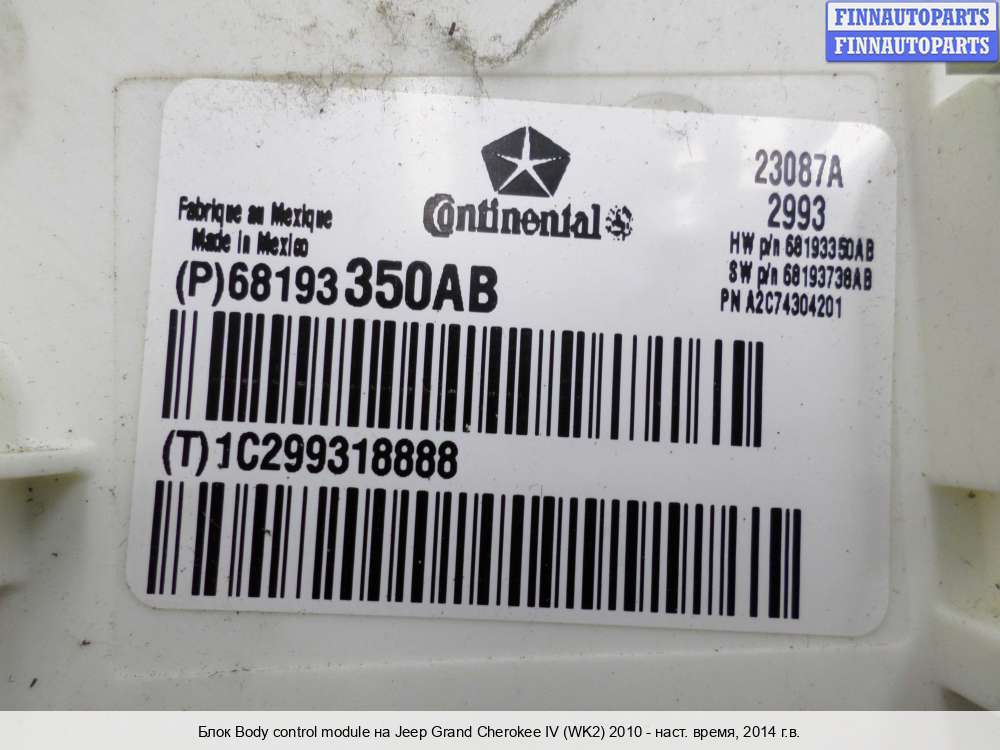 FINNAUTOPARTS
FINNAUTOPARTS
23087A
2993
Continental
Fabrique au Mexique
Made in Mexico
HW p/n 68193350AB
SW p/n 68193738AB
PN A2C74304201
(P)68193350AB
(T)1C299318888
Блок Body control module на Jeep Grand Cherokee IV (WK2) 2010 - наст. время, 2014 г.в.